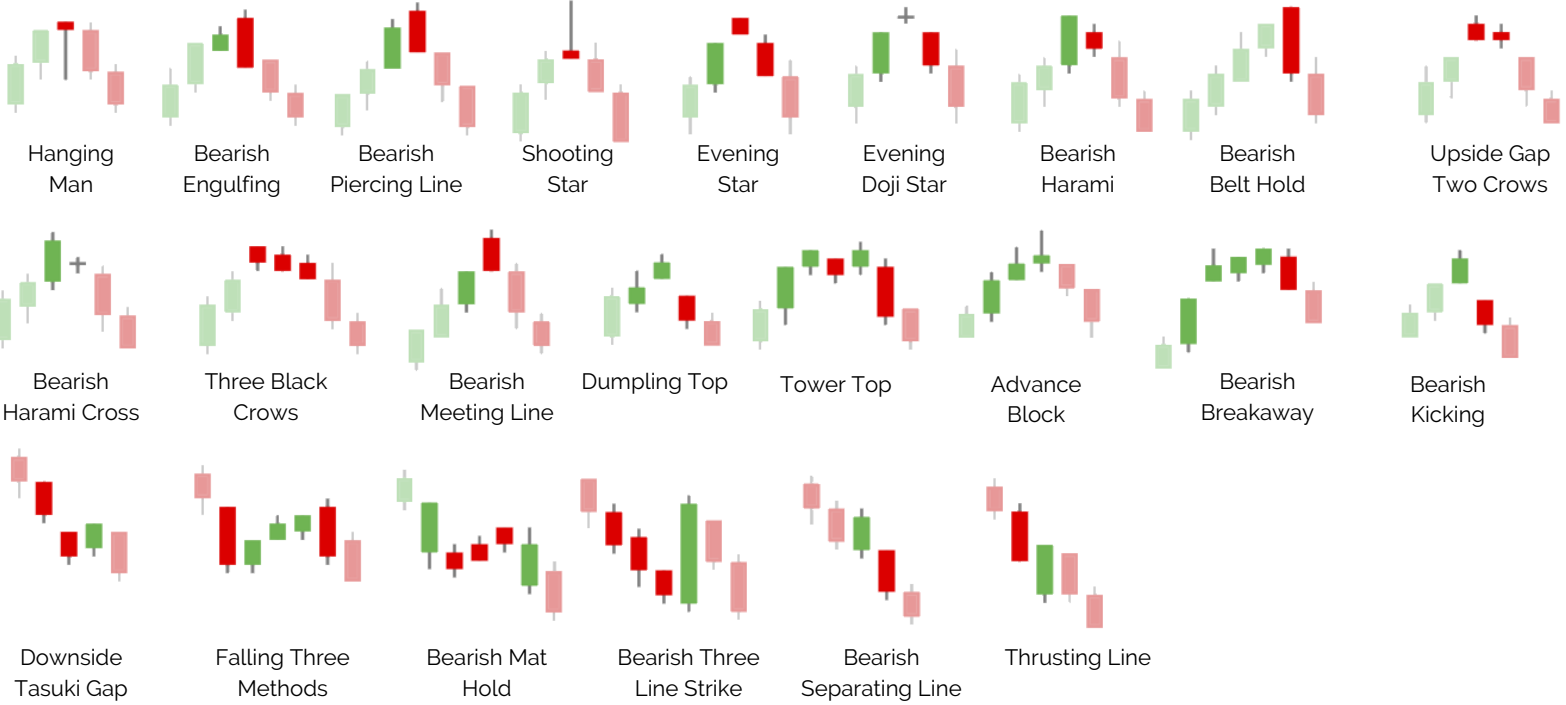 Hanging
Man
Bearish
Engulfing
Bearish
Piercing Line
Shooting
Star
Evening
Star
Evening
Doji Star
Bearish
Harami
Bearish
Belt Hold
Upside Gap
Two Crows
Bearish
Harami Cross
Three Black
Crows
Bearish
Meeting Line
Dumpling Top
Tower Top
Advance
Block
Bearish
Breakaway
Bearish
Kicking
Downside
Tasuki Gap
Falling Three
Methods
Bearish Mat
Hold
Bearish Three
Line Strike
Bearish
Separating Line
Thrusting Line